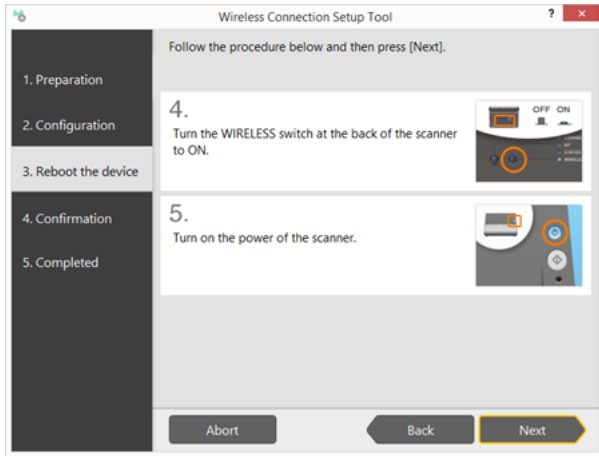 Wireless Connection Setup Tool
?
Follow the procedure below and then press [Next].
1. Preparation
2. Configuration
3. Reboot the device
4. Confirmation
5. Completed
4.
Turn the WIRELESS switch at the back of the scanner
to ON.
OFF ON
5.
Turn on the power of the scanner.
Abort
Back
Next